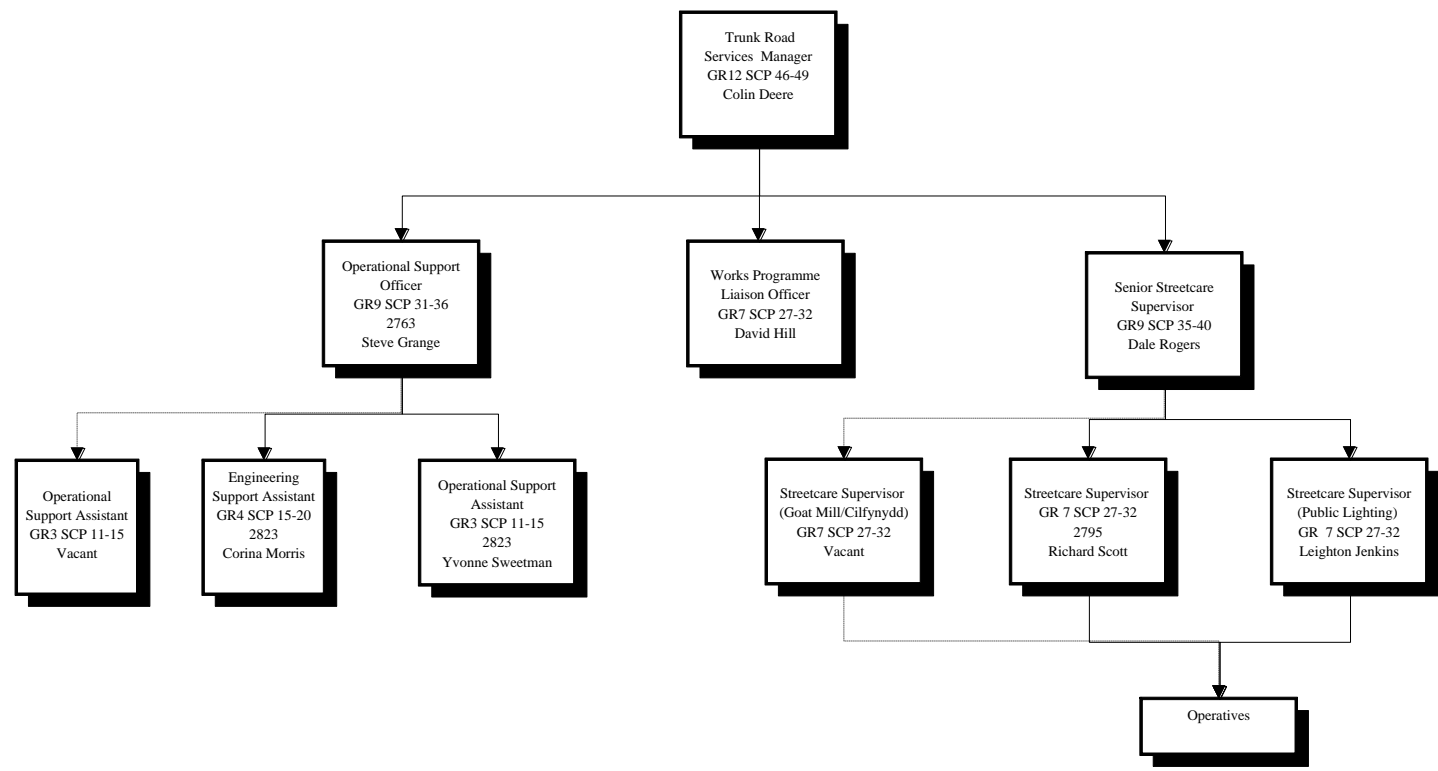 Trunk Road
Services Manager
GR12 SCP 46-49
Colin Deere
Operational Support
Officer
GR9 SCP 31-36
2763
Steve Grange
Works Programme
Liaison Officer
GR7 SCP 27-32
David Hill
Senior Streetcare
Supervisor
GR9 SCP 35-40
Dale Rogers
Operational
Support Assistant
GR3 SCP 11-15
Vacant
Engineering
Support Assistant
GR4 SCP 15-20
2823
Corina Morris
Operational Support
Assistant
GR3 SCP 11-15
2823
Yvonne Sweetman
Streetcare Supervisor
(Goat Mill/Cilfynydd)
GR7 SCP 27-32
Vacant
Streetcare Supervisor
GR 7 SCP 27-32
2795
Richard Scott
Streetcare Supervisor
(Public Lighting)
GR 7 SCP 27-32
Leighton Jenkins
Operatives